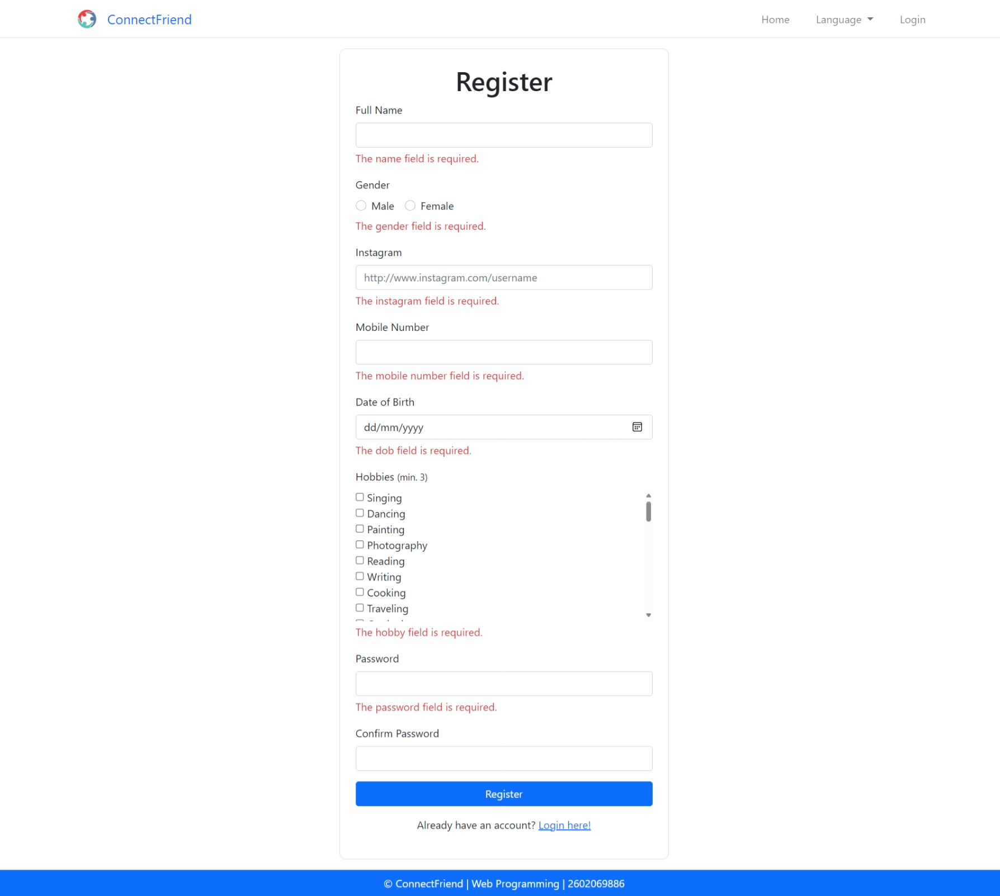 ConnectFriend
Home Language Login
Register
Full Name
The name field is required.
Gender
Male Female
The gender field is required.
Instagram
http://www.instagram.com/username
The instagram field is required.
Mobile Number
The mobile number field is required.
Date of Birth
dd/mm/yyyy
The dob field is required.
Hobbies (min. 3)
Singing
Dancing
Painting
Photography
Reading
Writing
Cooking
Traveling
The hobby field is required.
Password
The password field is required.
Confirm Password
Register
Already have an account? Login here!
© ConnectFriend | Web Programming | 2602069886